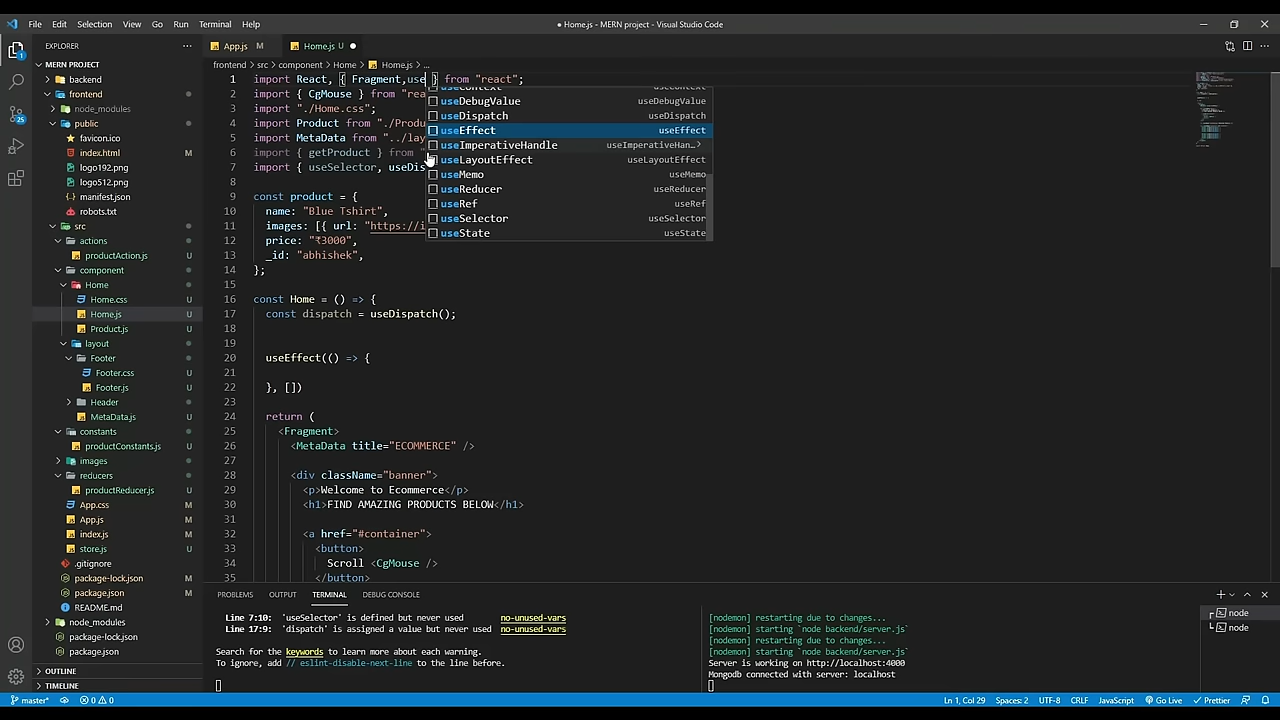 File Edit Selection View Go Run Terminal Help
● Home.js - MERN project - Visual Studio Code
EXPLORER
MERN PROJECT
backend
frontend
node_modules
public
favicon.ico
index.html M
logo192.png
logo512.png
manifest.json
robots.txt
src
actions
productAction.js U
component
Home
Home.css U
Home.js U
Product.js U
layout
Footer
Footer.css U
Footer.js U
Header
MetaData.js U
constants
productConstants.js U
images
reducers
productReducer.js U
App.css M
App.js M
index.js M
store.js U
.gitignore
package-lock.json M
package.json M
README.md
node_modules
package-lock.json
package.json
OUTLINE
TIMELINE
App.js M
Home.js U ●
frontend > src > component > Home > Home.js > ...
1 import React, { Fragment,use } from "react";
2 import { CgMouse } from "rea
3 import "./Home.css";
4 import Product from "./Produ
5 import MetaData from "../lay
6 import { getProduct } from "
7 import { useSelector, useDis
8
9 const product = {
10 name: "Blue Tshirt",
11 images: [{ url: "https://i
12 price: "₹3000",
13 _id: "abhishek",
14 };
15
16 const Home = () => {
17 const dispatch = useDispatch();
18
19
20 useEffect(() => {
21
22 }, [])
23
24 return (
25 <Fragment>
26 <MetaData title="ECOMMERCE" />
27
28 <div className="banner">
29 <p>Welcome to Ecommerce</p>
30 <h1>FIND AMAZING PRODUCTS BELOW</h1>
31
32 <a href="#container">
33 <button>
34 Scroll <CgMouse />
35 </button>
useContext useContext
useDebugValue useDebugValue
useDispatch useDispatch
useEffect useEffect
useImperativeHandle useImperativeHan…
useLayoutEffect useLayoutEffect
useMemo useMemo
useReducer useReducer
useRef useRef
useSelector useSelector
useState useState
PROBLEMS OUTPUT TERMINAL DEBUG CONSOLE
Line 7:10: 'useSelector' is defined but never used no-unused-vars
Line 17:9: 'dispatch' is assigned a value but never used no-unused-vars
Search for the keywords to learn more about each warning.
To ignore, add // eslint-disable-next-line to the line before.
[nodemon] restarting due to changes...
[nodemon] starting `node backend/server.js`
[nodemon] restarting due to changes...
[nodemon] starting `node backend/server.js`
Server is working on http://localhost:4000
Mongodb connected with server: localhost
node
node
1
25
master* 0 0
Ln 1, Col 29 Spaces: 2 UTF-8 CRLF JavaScript Go Live Prettier